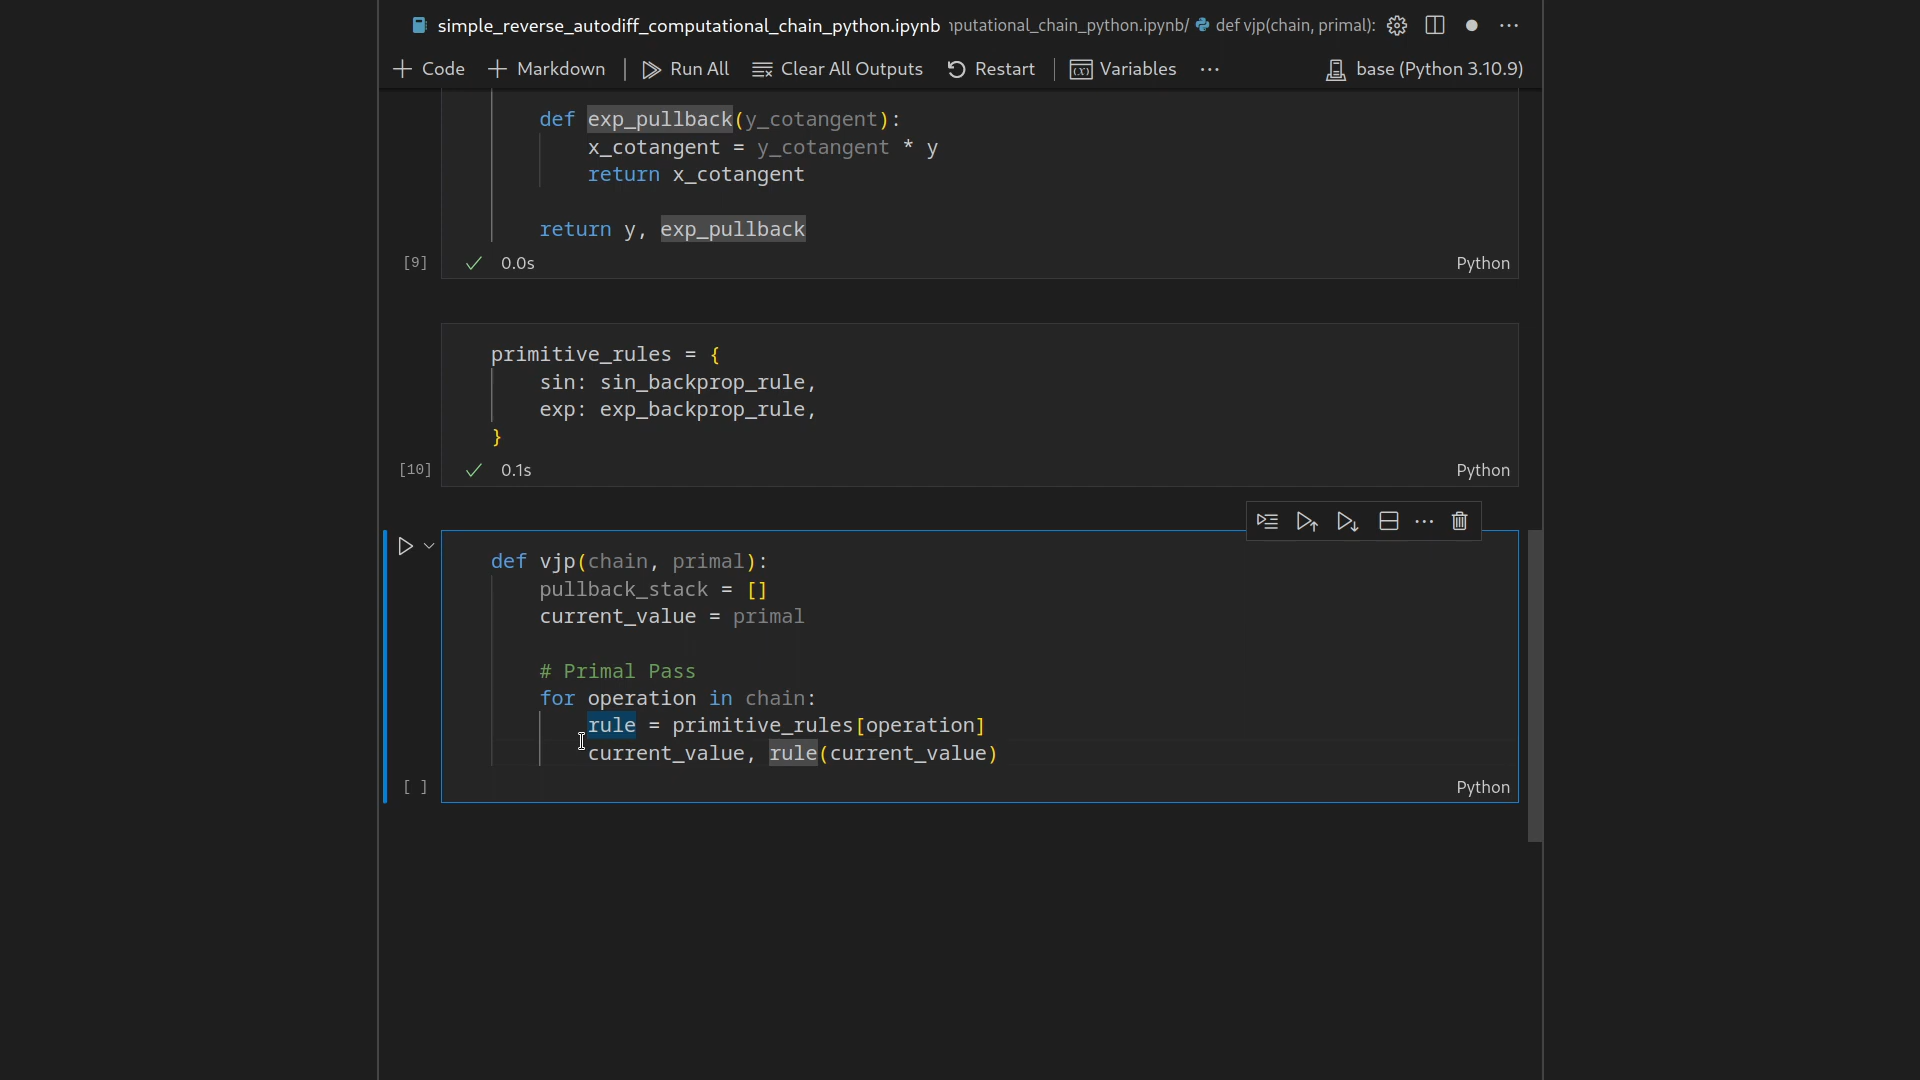 simple_reverse_autodiff_computational_chain_python.ipynb putational_chain_python.ipynb/ def vjp(chain, primal): ...
+ Code + Markdown | Run All Clear All Outputs Restart | (x) Variables ... base (Python 3.10.9)
def exp_pullback(y_cotangent):
x_cotangent = y_cotangent * y
return x_cotangent
return y, exp_pullback
[9] ✓ 0.0s Python
primitive_rules = {
sin: sin_backprop_rule,
exp: exp_backprop_rule,
}
[10] ✓ 0.1s Python
def vjp(chain, primal):
pullback_stack = []
current_value = primal
# Primal Pass
for operation in chain:
rule = primitive_rules[operation]
current_value, rule(current_value)
[ ] Python